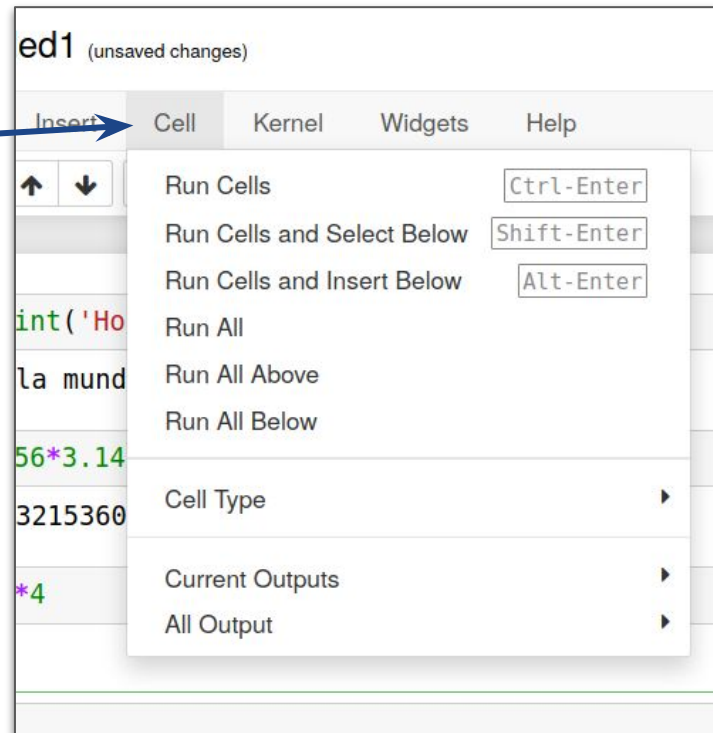 ed1 (unsaved changes)
Insert Cell Kernel Widgets Help
Run Cells Ctrl-Enter
Run Cells and Select Below Shift-Enter
Run Cells and Insert Below Alt-Enter
int('Ho
Run All
la mund
Run All Above
Run All Below
56*3.14
Cell Type
3215360
Current Outputs
*4
All Output